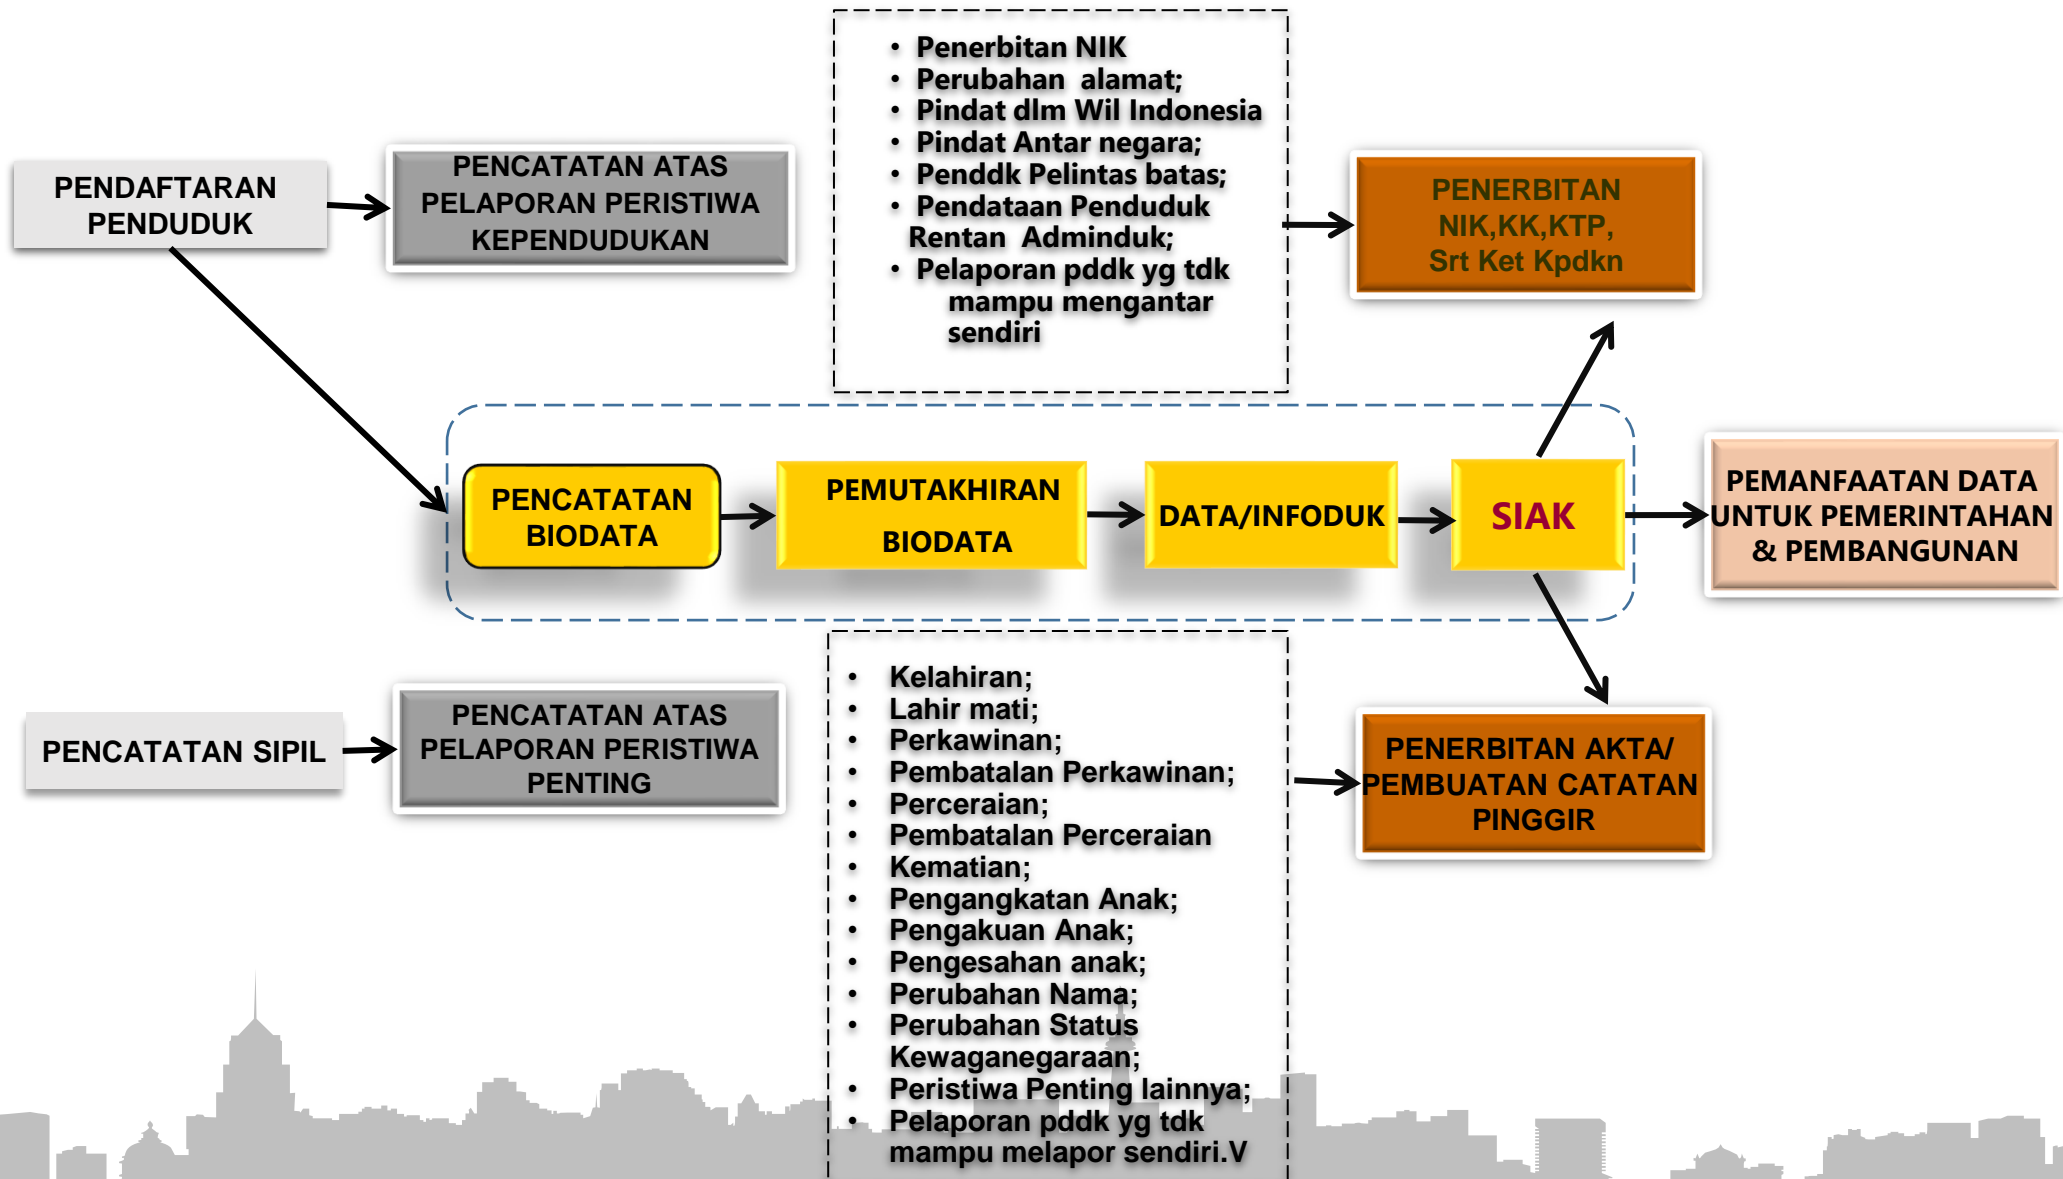 PENDAFTARAN
PENDUDUK
PENCATATAN ATAS
PELAPORAN PERISTIWA
KEPENDUDUKAN
• Penerbitan NIK
• Perubahan alamat;
• Pindat dlm Wil Indonesia
• Pindat Antar negara;
• Penddk Pelintas batas;
• Pendataan Penduduk
Rentan Adminduk;
• Pelaporan pddk yg tdk
mampu mengantar
sendiri
PENERBITAN
NIK,KK,KTP,
Srt Ket Kpdkn
PENCATATAN
BIODATA
PEMUTAKHIRAN
BIODATA
DATA/INFODUK
SIAK
PEMANFAATAN DATA
UNTUK PEMERINTAHAN
& PEMBANGUNAN
PENCATATAN SIPIL
PENCATATAN ATAS
PELAPORAN PERISTIWA
PENTING
• Kelahiran;
• Lahir mati;
• Perkawinan;
• Pembatalan Perkawinan;
• Perceraian;
• Pembatalan Perceraian
• Kematian;
• Pengangkatan Anak;
• Pengakuan Anak;
• Pengesahan anak;
• Perubahan Nama;
• Perubahan Status
Kewaganegaraan;
• Peristiwa Penting lainnya;
• Pelaporan pddk yg tdk
mampu melapor sendiri.V
PENERBITAN AKTA/
PEMBUATAN CATATAN
PINGGIR